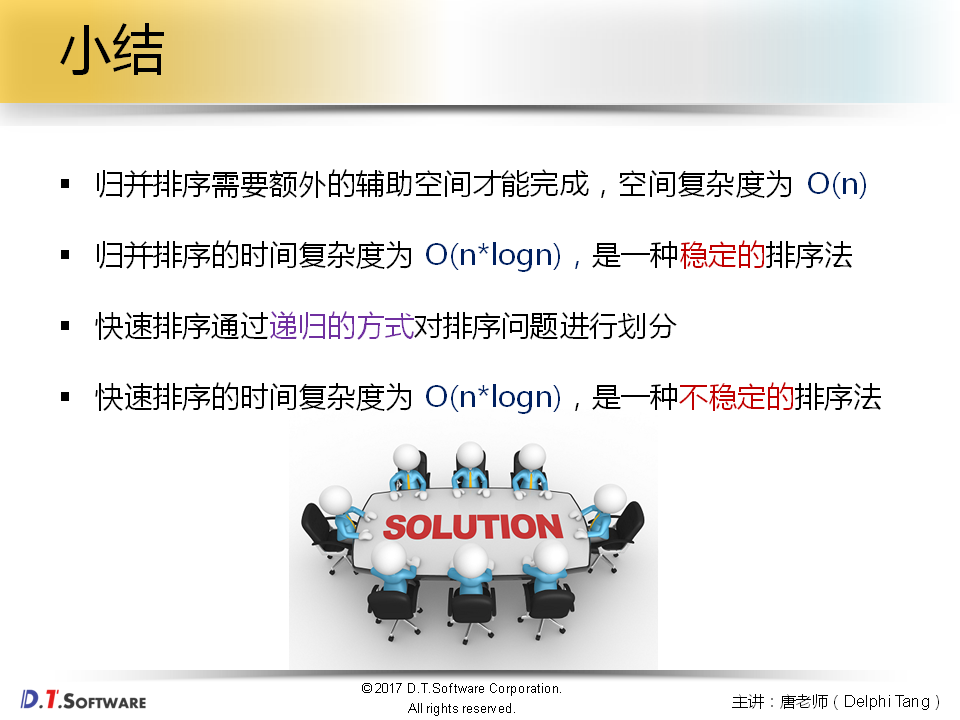 小结
▪ 归并排序需要额外的辅助空间才能完成，空间复杂度为 O(n)
▪ 归并排序的时间复杂度为 O(n*logn)，是一种稳定的排序法
▪ 快速排序通过递归的方式对排序问题进行划分
▪ 快速排序的时间复杂度为 O(n*logn)，是一种不稳定的排序法
SOLUTION
D.T.SOFTWARE
©2017 D.T.Software Corporation.
All rights reserved.
主讲：唐老师（Delphi Tang）